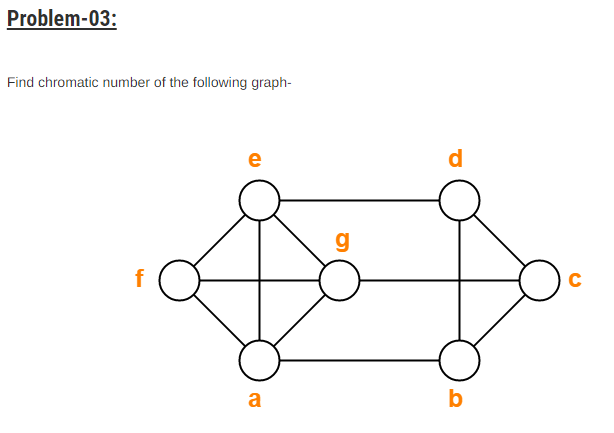 Problem-03:
Find chromatic number of the following graph-
e
d
g
f
c
a
b